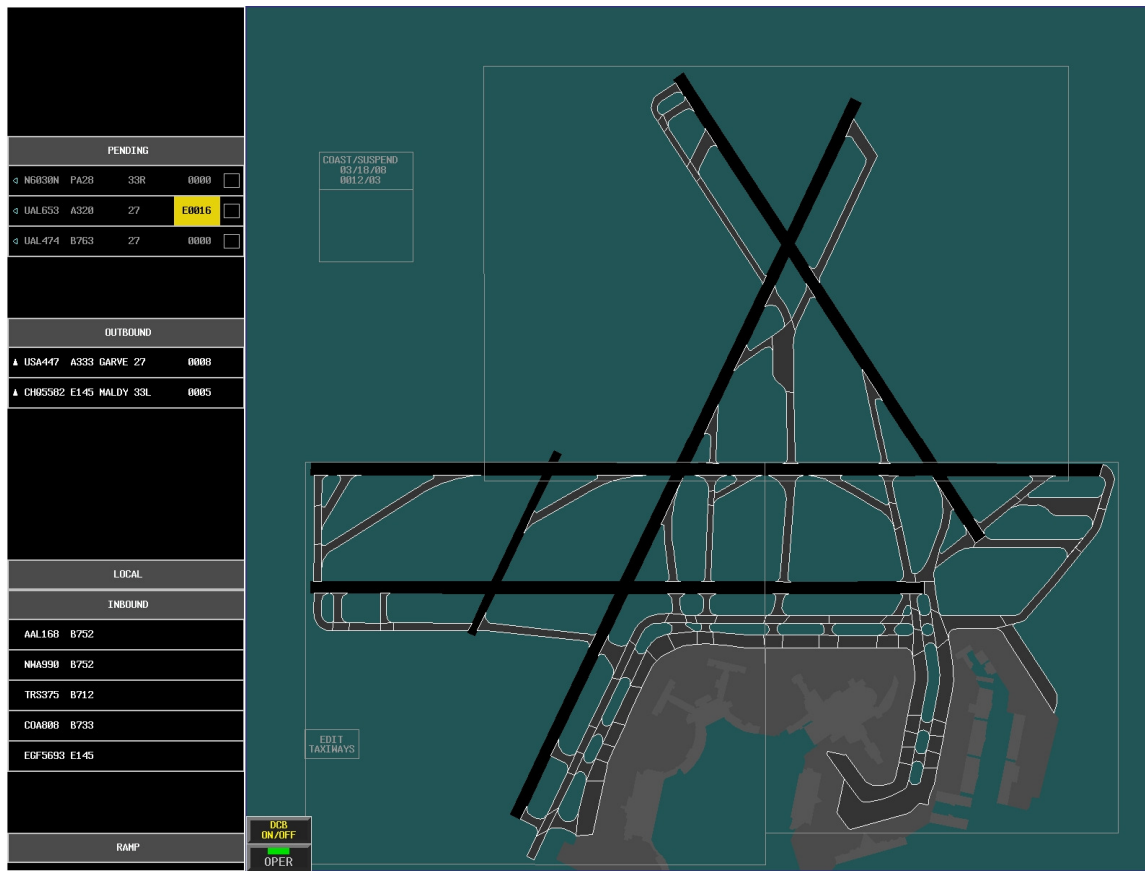 PENDING
N6030N PA28 33R 0000
UAL653 A320 27 E0016
UAL474 B763 27 0000
OUTBOUND
USA447 A333 GARVE 27 0008
CHQ5582 E145 MALDY 33L 0005
LOCAL
INBOUND
AAL168 B752
NWA990 B752
TRS375 B712
COA808 B733
EGF5693 E145
RAMP
COAST/SUSPEND
03/18/08
0012/03
EDIT
TAXIWAYS
DCB
ON/OFF
OPER